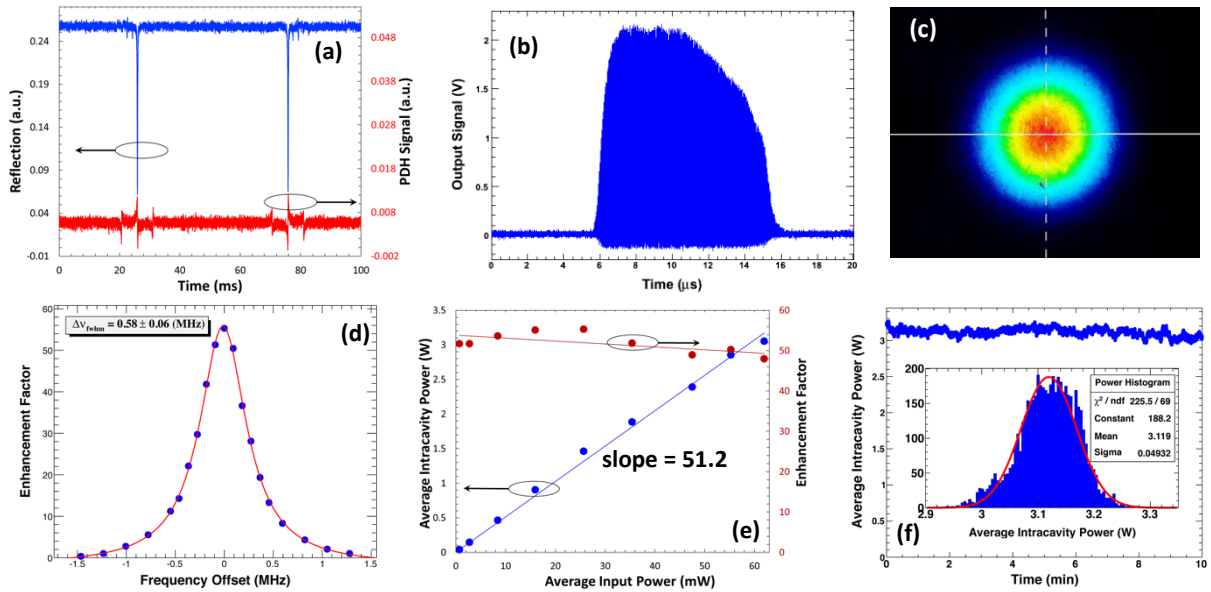 (a)
0.24
0.19
0.14
0.09
0.04
-0.01
Reflection (a.u.)
0.048
0.038
0.028
0.018
0.008
-0.002
PDH Signal (a.u.)
0 20 40 60 80 100
Time (ms)
(b)
2
1.5
1
0.5
0
Output Signal (V)
0 2 4 6 8 10 12 14 16 18 20
Time (μs)
(c)
(d)
Δν_fwhm = 0.58 ± 0.06 (MHz)
60
50
40
30
20
10
0
Enhancement Factor
-1.5 -1 -0.5 0 0.5 1 1.5
Frequency Offset (MHz)
(e)
3.5
3
2.5
2
1.5
1
0.5
0
Average Intracavity Power (W)
60
50
40
30
20
10
0
Enhancement Factor
slope = 51.2
0 10 20 30 40 50 60
Average Input Power (mW)
(f)
3.5
3
2.5
2
1.5
1
0.5
0
Average Intracavity Power (W)
200
150
100
50
0
Power Histogram
χ² / ndf 225.5 / 69
Constant 188.2
Mean 3.119
Sigma 0.04932
2.9 3 3.1 3.2 3.3
Average Intracavity Power (W)
0 2 4 6 8 10
Time (min)